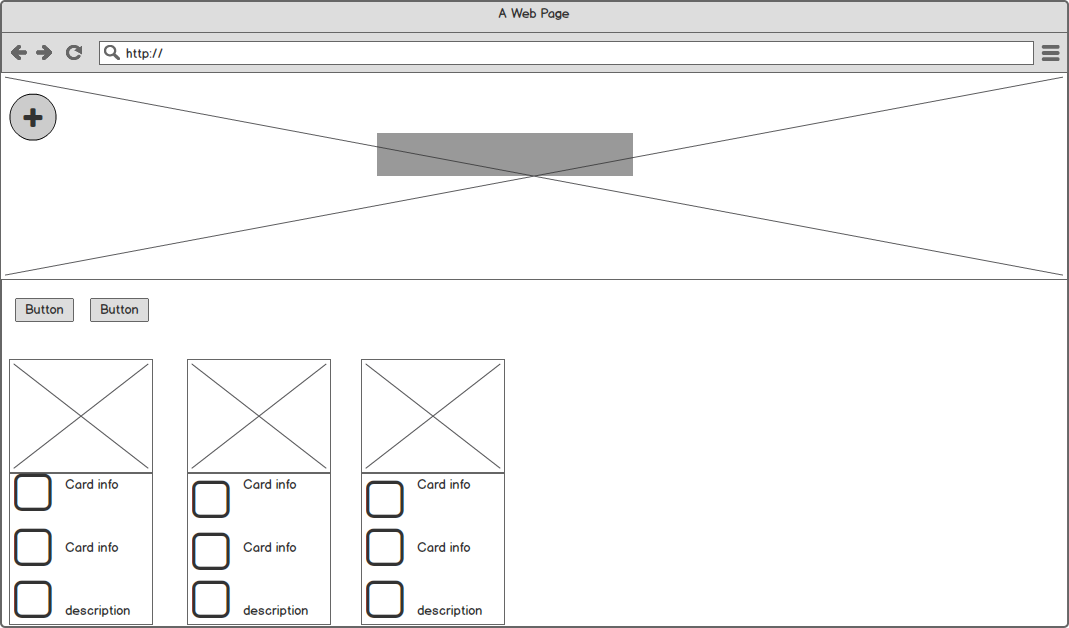 A Web Page
http://
Button Button
Card info Card info Card info
Card info Card info Card info
description description description